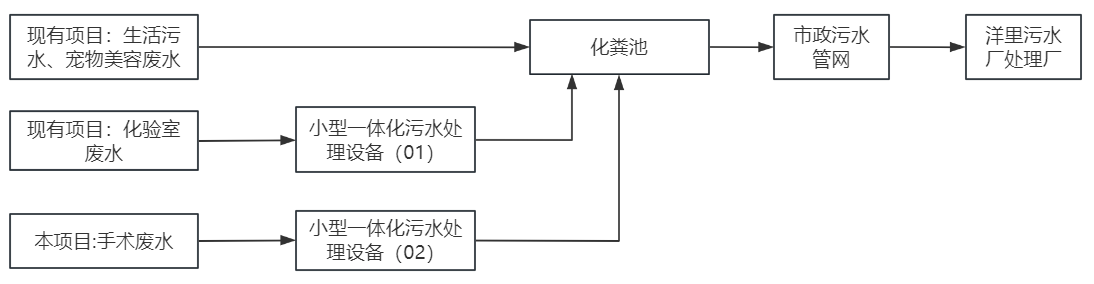 现有项目：生活污
水、宠物美容废水
化粪池
市政污水
管网
洋里污水
厂处理厂
现有项目：化验室
废水
小型一体化污水处
理设备（01）
本项目:手术废水
小型一体化污水处
理设备（02）